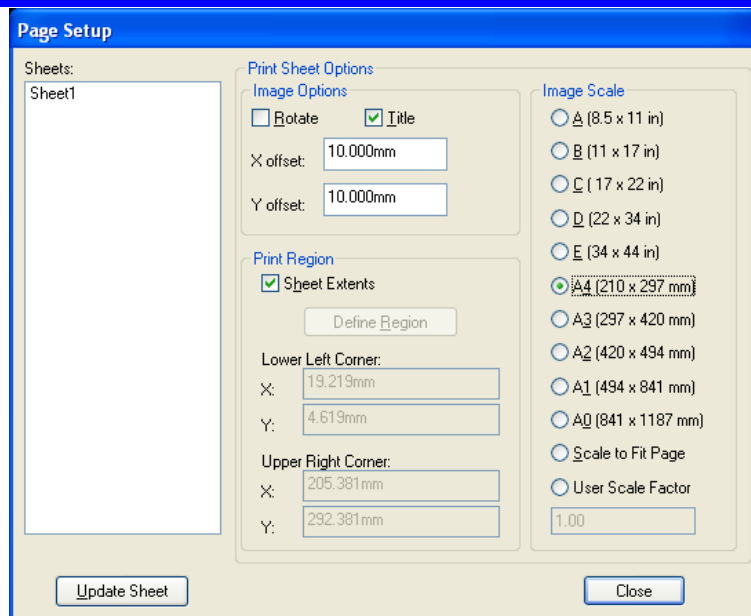 Page Setup
Sheets:
Sheet1
Print Sheet Options
Image Options
Rotate
Title
X offset:
10.000mm
Y offset:
10.000mm
Print Region
Sheet Extents
Define Region
Lower Left Corner:
X:
19.219mm
Y:
4.619mm
Upper Right Corner:
X:
205.381mm
Y:
292.381mm
Image Scale
A (8.5 x 11 in)
B (11 x 17 in)
C ( 17 x 22 in)
D (22 x 34 in)
E (34 x 44 in)
A4 (210 x 297 mm)
A3 (297 x 420 mm)
A2 (420 x 494 mm)
A1 (494 x 841 mm)
A0 (841 x 1187 mm)
Scale to Fit Page
User Scale Factor
1.00
Update Sheet
Close